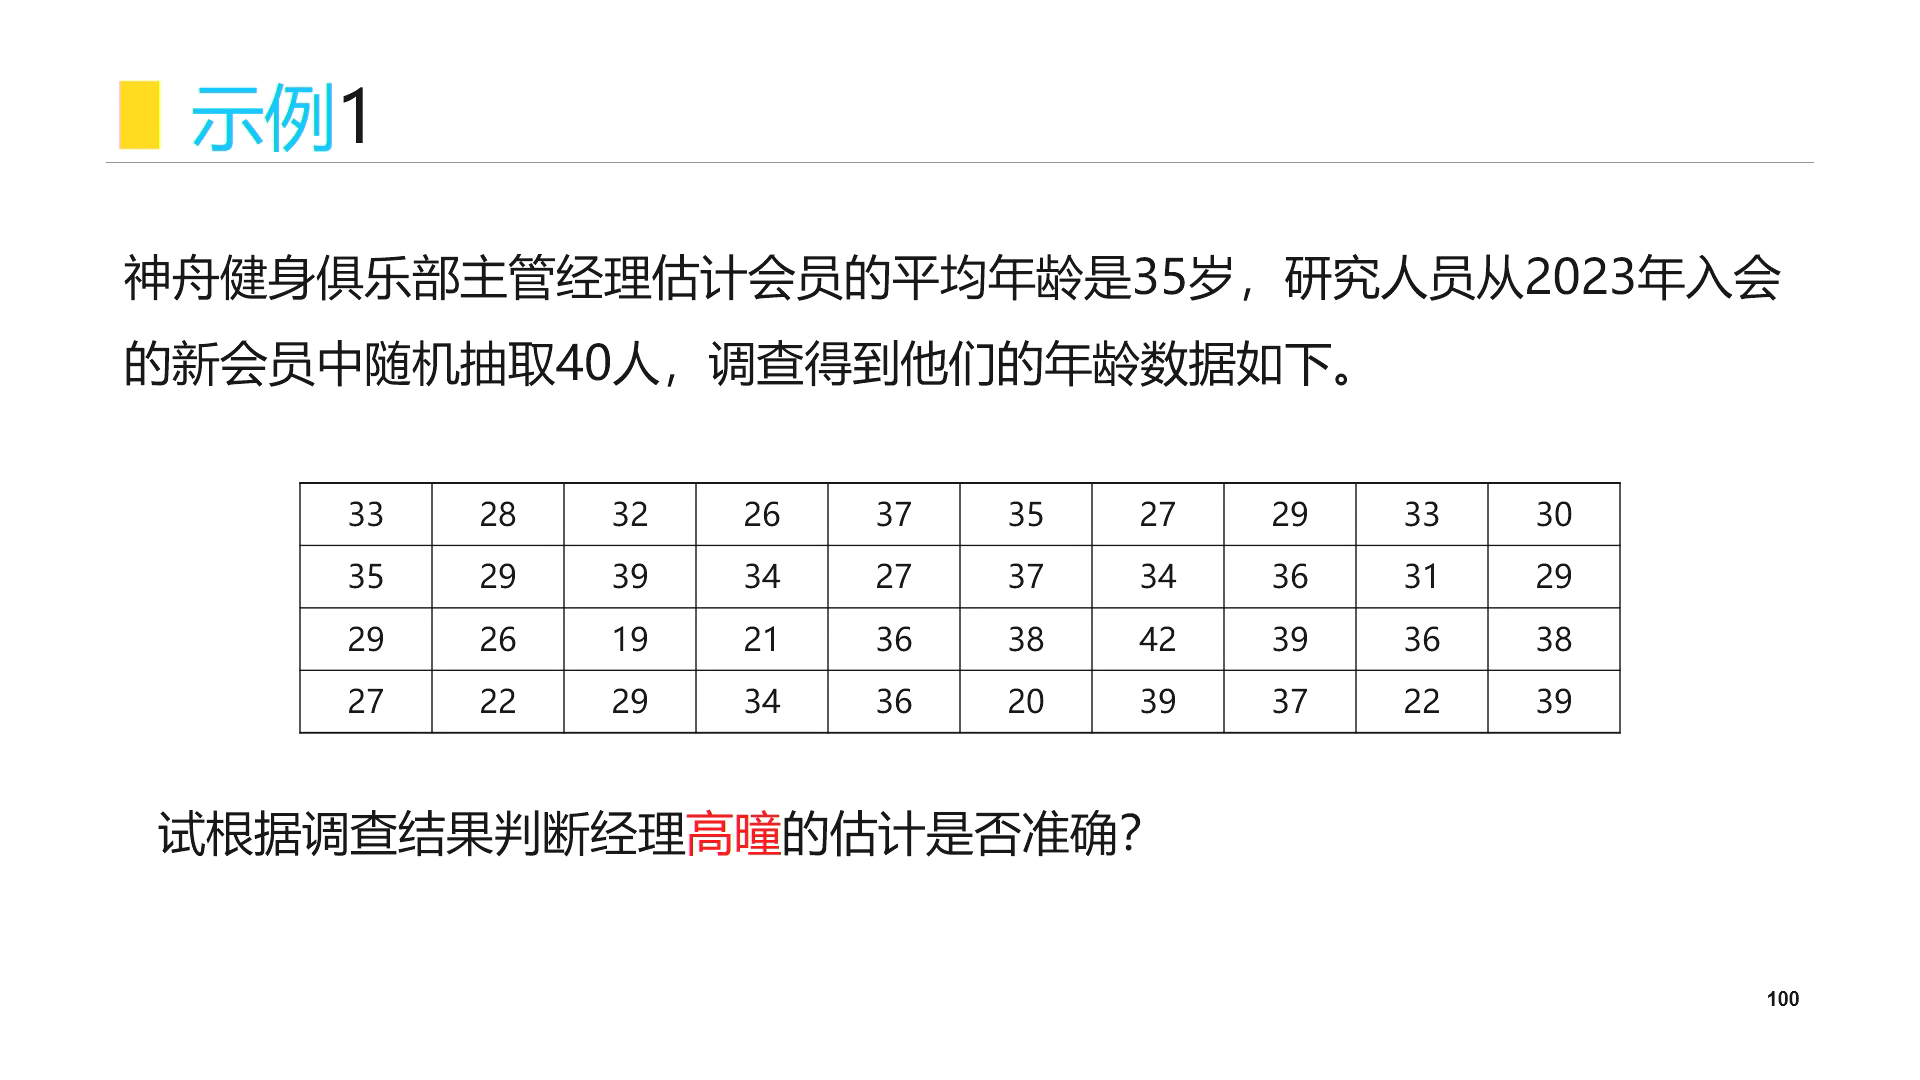 示例1
神舟健身俱乐部主管经理估计会员的平均年龄是35岁，研究人员从2023年入会
的新会员中随机抽取40人，调查得到他们的年龄数据如下。
33 28 32 26 37 35 27 29 33 30
35 29 39 34 27 37 34 36 31 29
29 26 19 21 36 38 42 39 36 38
27 22 29 34 36 20 39 37 22 39
试根据调查结果判断经理高曈的估计是否准确？
100